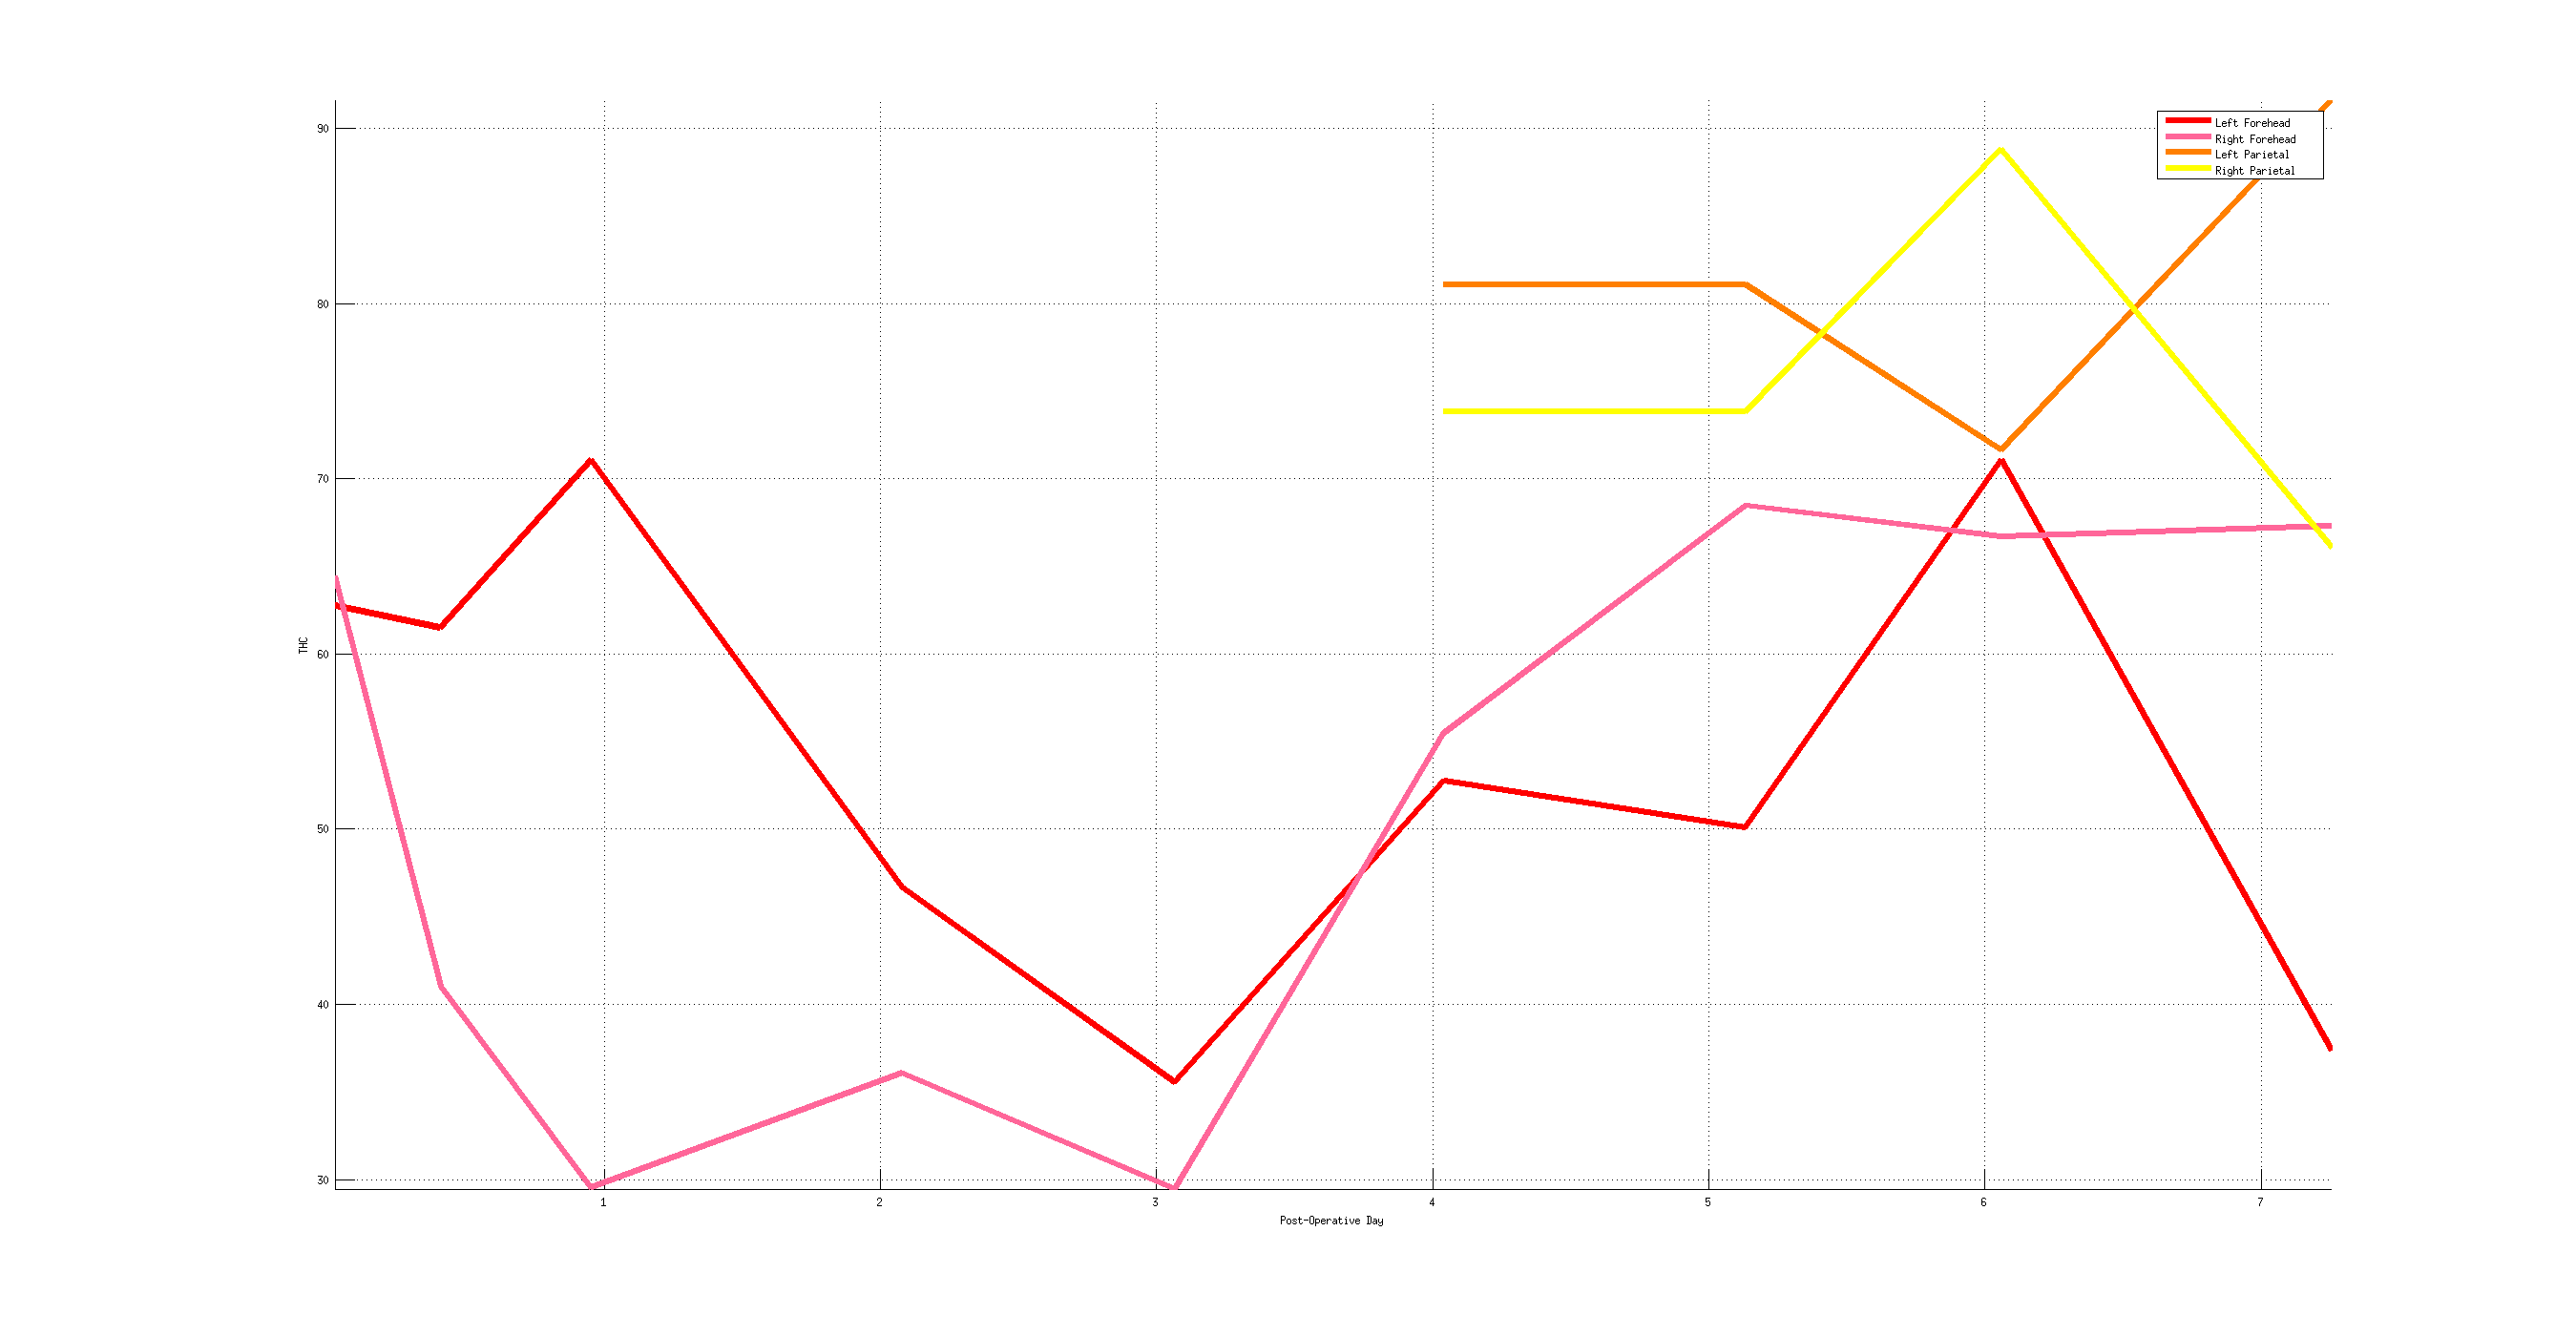 90
80
70
60
50
40
30
THC
Left Forehead
Right Forehead
Left Parietal
Right Parietal
1 2 3 4 5 6 7
Post-Operative Day